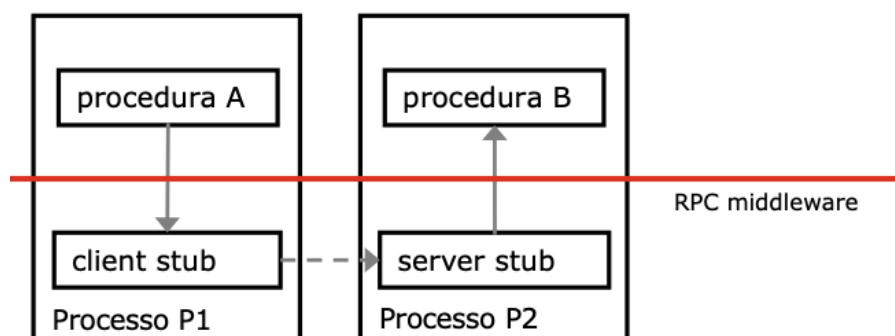 procedura A
procedura B
RPC middleware
client stub
server stub
Processo P1
Processo P2